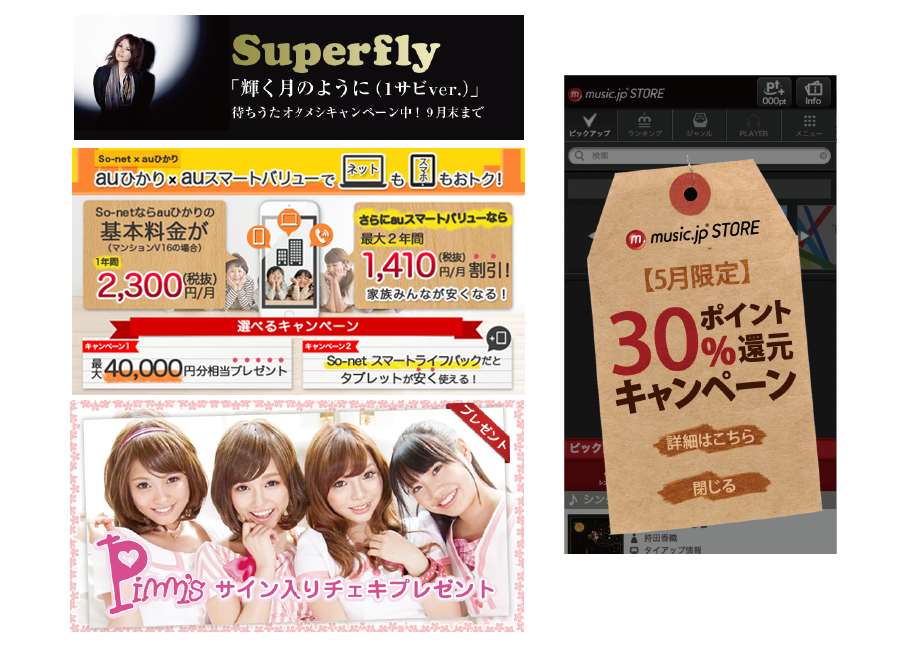 Superfly
「輝く月のように(1サビver.)」
待ちうたオタメシキャンペーン中！9月末まで
So-net × auひかり
auひかり×auスマートバリューで ネット も スマホ もおトク!
So-netならauひかりの
基本料金が
(マンションV16の場合)
1年間
2,300 (税抜) 円/月
さらにauスマートバリューなら
最大2年間
1,410 (税抜) 円/月 割引!
家族みんなが安くなる!
選べるキャンペーン
キャンペーン1
最大40,000円分相当プレゼント
キャンペーン2
So-net スマートライフパックだと
タブレットが安く使える!
プレゼント
Pimm's サイン入りチェキプレゼント
m music.jp STORE
pt+
000pt
i
Info
ピックアップ
ランキング
ジャンル
PLAYER
メニュー
検索
m music.jp STORE
【5月限定】
30%ポイント還元
キャンペーン
詳細はこちら
閉じる
ピック
シン
持田香織
タイアップ情報